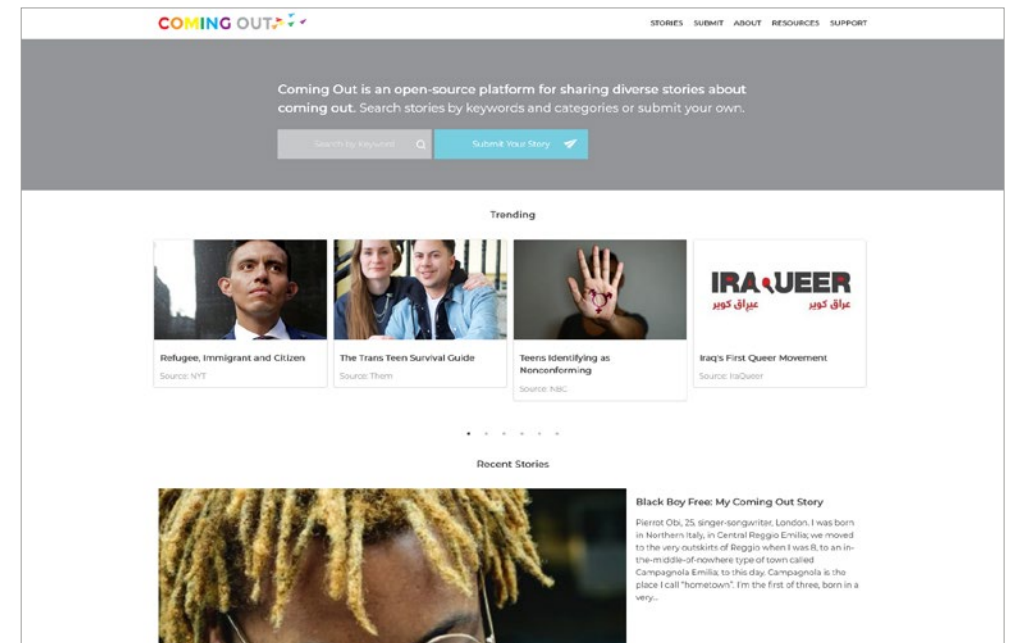 COMING OUT
STORIES SUBMIT ABOUT RESOURCES SUPPORT
Coming Out is an open-source platform for sharing diverse stories about
coming out. Search stories by keywords and categories or submit your own.
Search by Keyword
Submit Your Story
Trending
IRAQUEER
عيراق كوير
عراق كوير
Refugee, Immigrant and Citizen
Source: NYT
The Trans Teen Survival Guide
Source: Them
Teens Identifying as
Nonconforming
Source: NBC
Iraq's First Queer Movement
Source: IraQueer
Recent Stories
Black Boy Free: My Coming Out Story
Pierrot Obi, 25, singer-songwriter, London. I was born
in Northern Italy, in Central Reggio Emilia; we moved
to the very outskirts of Reggio when I was 8, to an in-
the-middle-of-nowhere type of town called
Campagnola Emilia; to this day, Campagnola is the
place I call "hometown". I'm the first of three, born in a
very...